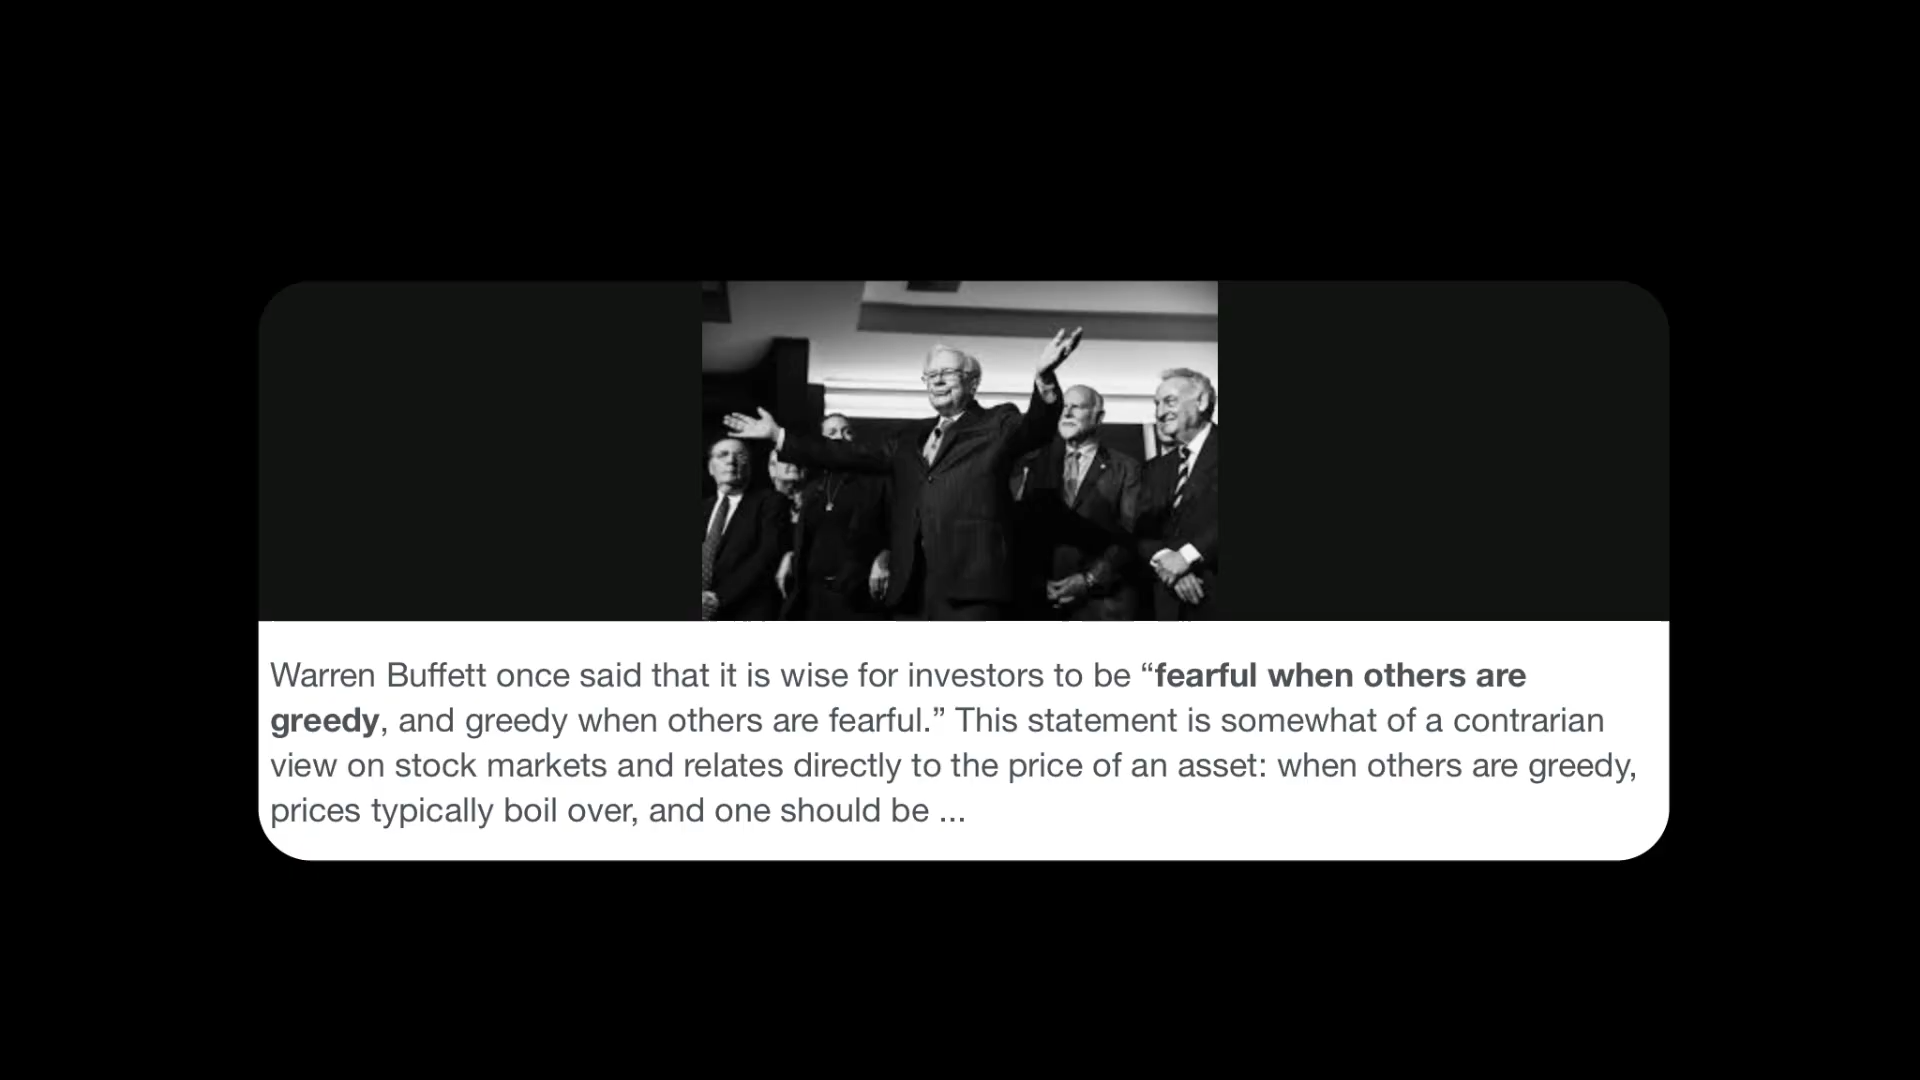 Warren Buffett once said that it is wise for investors to be “fearful when others are
greedy, and greedy when others are fearful.” This statement is somewhat of a contrarian
view on stock markets and relates directly to the price of an asset: when others are greedy,
prices typically boil over, and one should be ...